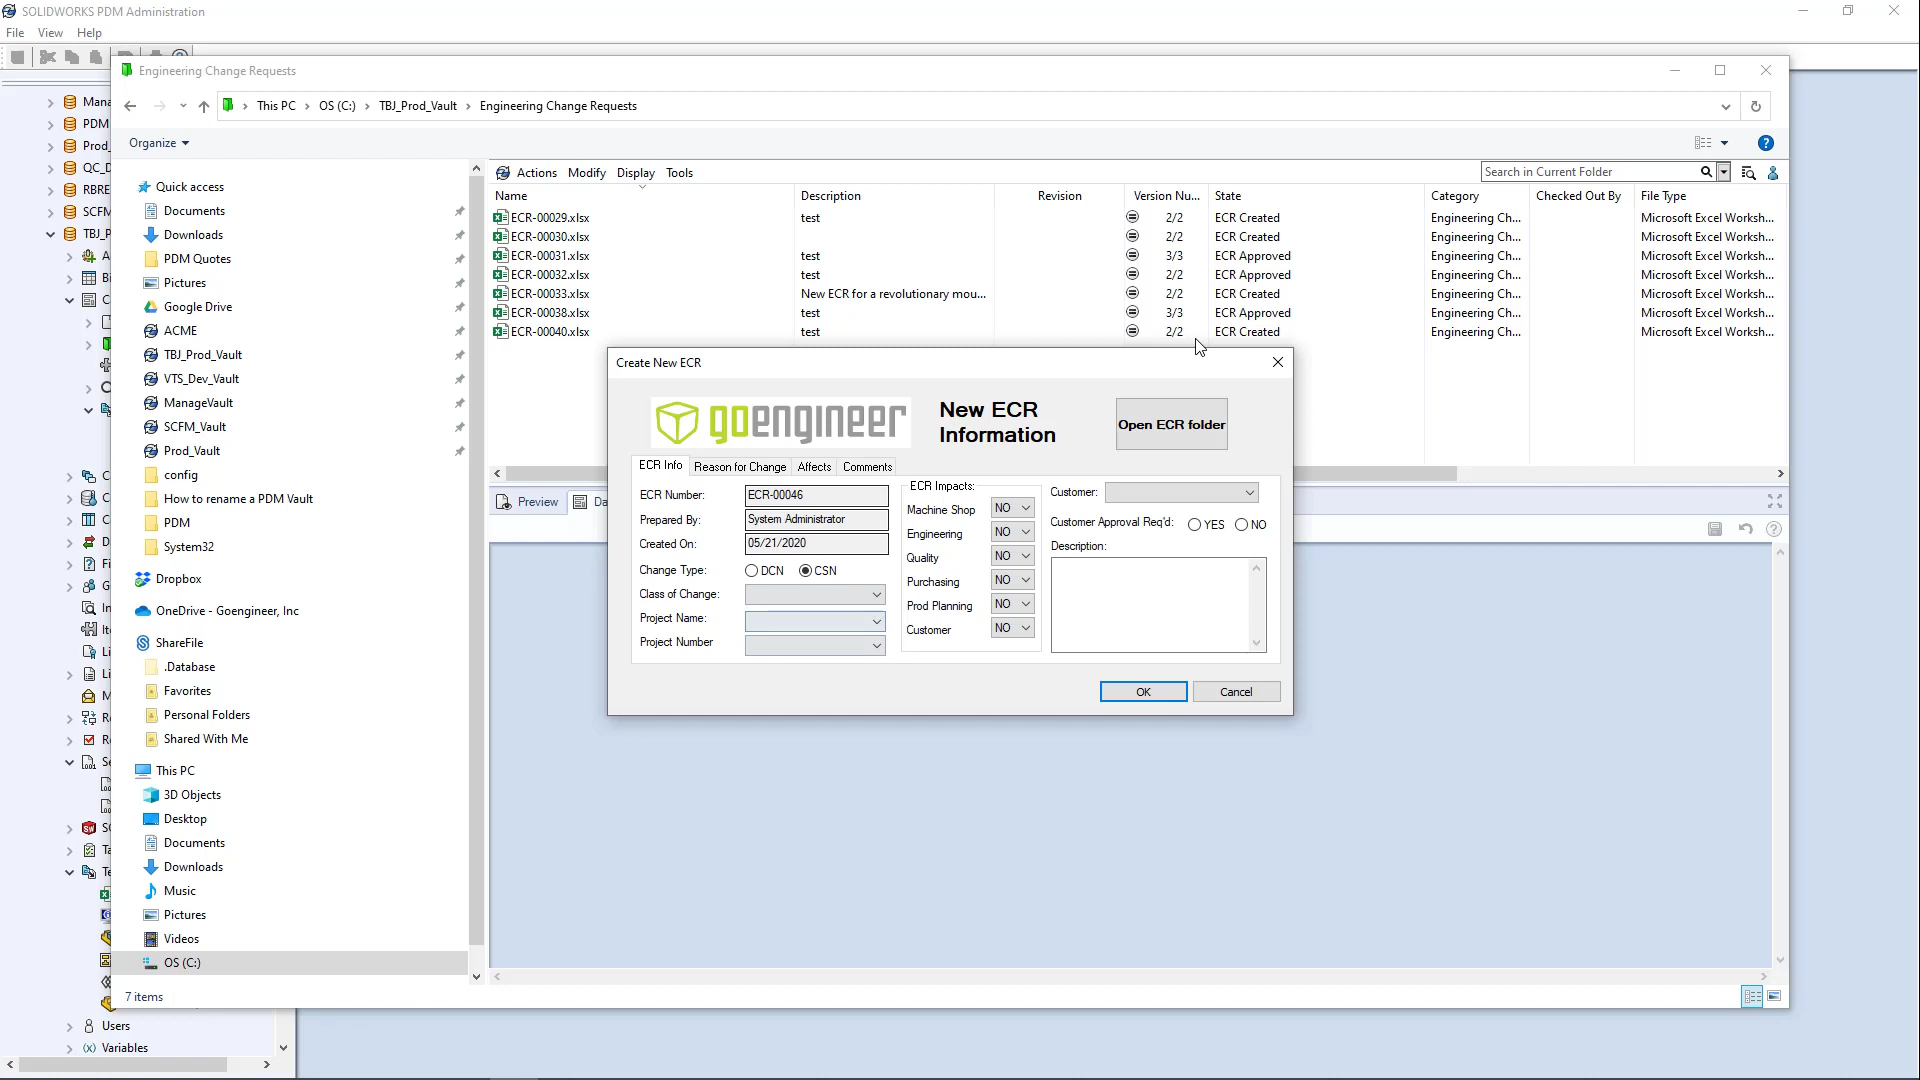 SOLIDWORKS PDM Administration
File View Help
Engineering Change Requests
This PC OS (C:) TBJ_Prod_Vault Engineering Change Requests
Organize
Mana
PDM
Prod_
QC_D
RBRE
SCFM
TBJ_P
Users
(x) Variables
Quick access
Documents
Downloads
PDM Quotes
Pictures
Google Drive
ACME
TBJ_Prod_Vault
VTS_Dev_Vault
ManageVault
SCFM_Vault
Prod_Vault
config
How to rename a PDM Vault
PDM
System32
Dropbox
OneDrive - Goengineer, Inc
ShareFile
.Database
Favorites
Personal Folders
Shared With Me
This PC
3D Objects
Desktop
Documents
Downloads
Music
Pictures
Videos
OS (C:)
7 items
Actions Modify Display Tools
Search in Current Folder
Name Description Revision Version Nu... State Category Checked Out By File Type
ECR-00029.xlsx test 2/2 ECR Created Engineering Ch... Microsoft Excel Worksh...
ECR-00030.xlsx 2/2 ECR Created Engineering Ch... Microsoft Excel Worksh...
ECR-00031.xlsx test 3/3 ECR Approved Engineering Ch... Microsoft Excel Worksh...
ECR-00032.xlsx test 2/2 ECR Approved Engineering Ch... Microsoft Excel Worksh...
ECR-00033.xlsx New ECR for a revolutionary mou... 2/2 ECR Created Engineering Ch... Microsoft Excel Worksh...
ECR-00038.xlsx test 3/3 ECR Approved Engineering Ch... Microsoft Excel Worksh...
ECR-00040.xlsx test 2/2 ECR Created Engineering Ch... Microsoft Excel Worksh...
Preview Da
Create New ECR
goengineer
New ECR
Information
Open ECR folder
ECR Info Reason for Change Affects Comments
ECR Number: ECR-00046
Prepared By: System Administrator
Created On: 05/21/2020
Change Type: DCN CSN
Class of Change:
Project Name:
Project Number
ECR Impacts:
Machine Shop NO
Engineering NO
Quality NO
Purchasing NO
Prod Planning NO
Customer NO
Customer:
Customer Approval Req'd: YES NO
Description:
OK Cancel